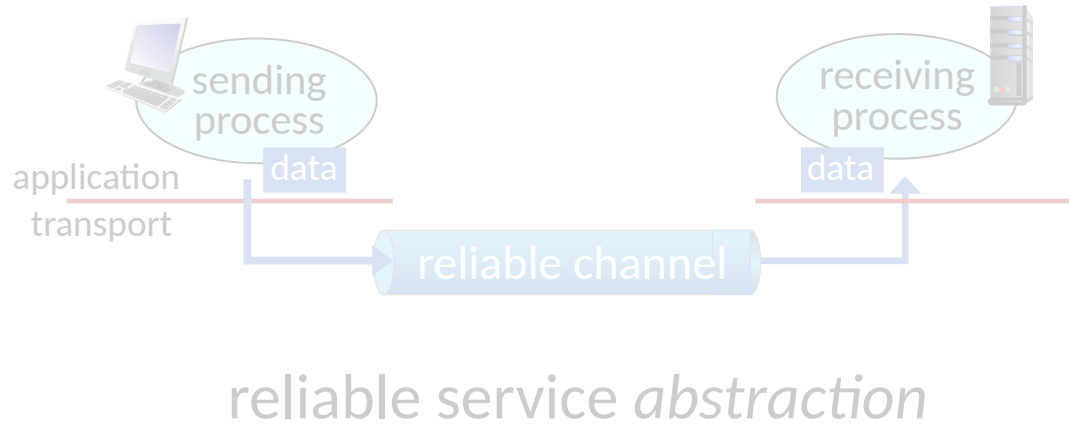 sending
process
receiving
process
data
data
application
transport
reliable channel
reliable service abstraction